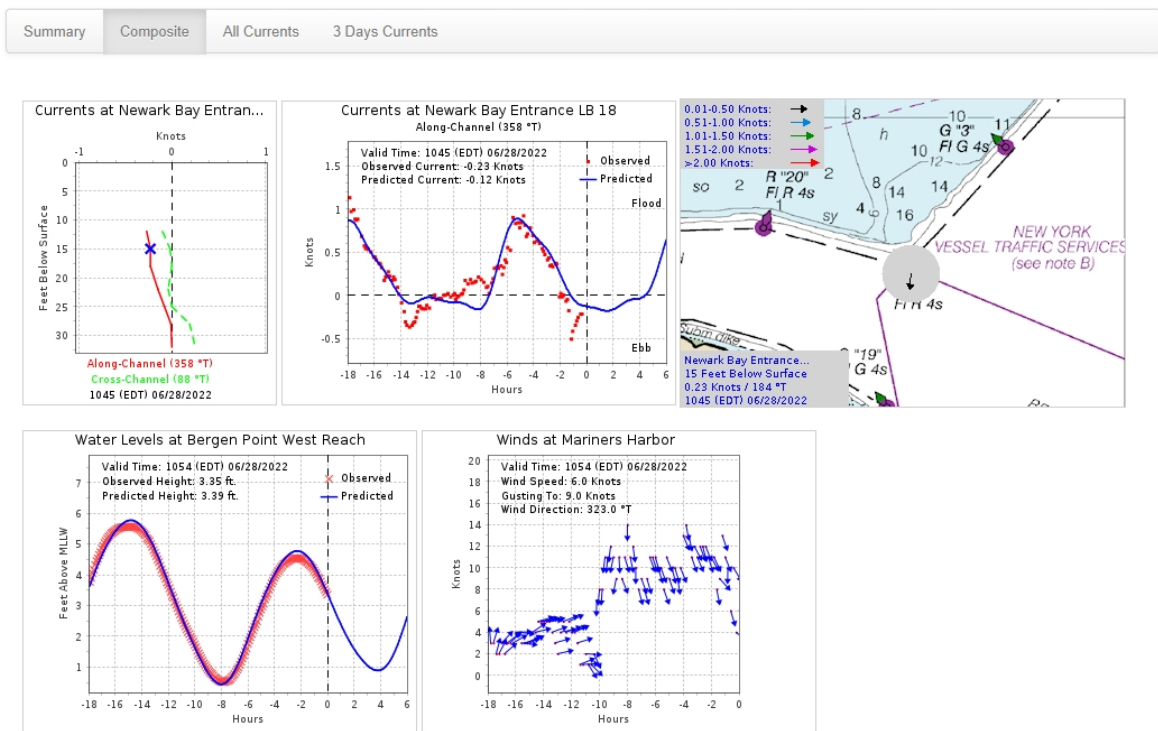 Summary Composite All Currents 3 Days Currents
Currents at Newark Bay Entran...
Knots
-1 0 1
0
5
10
15
20
25
30
Feet Below Surface
Along-Channel (358 °T)
Cross-Channel (88 °T)
1045 (EDT) 06/28/2022
Currents at Newark Bay Entrance LB 18
Along-Channel (358 °T)
Valid Time: 1045 (EDT) 06/28/2022
Observed Current: -0.23 Knots
Predicted Current: -0.12 Knots
Observed
Predicted
Flood
Ebb
1.5
1.0
0.5
0
-0.5
Knots
-18 -16 -14 -12 -10 -8 -6 -4 -2 0 2 4 6
Hours
0.01-0.50 Knots:
0.51-1.00 Knots:
1.01-1.50 Knots:
1.51-2.00 Knots:
>2.00 Knots:
8
10
11
h
G "3"
Fl G 4s
10
12
R "20"
Fl R 4s
2
so
2
8
14
14
1
sy
4
6
16
NEW YORK
VESSEL TRAFFIC SERVICES
(see note B)
Fl R 4s
Subm dike
"19"
G 4s
Newark Bay Entrance...
15 Feet Below Surface
0.23 Knots / 184 °T
1045 (EDT) 06/28/2022
Water Levels at Bergen Point West Reach
Valid Time: 1054 (EDT) 06/28/2022
Observed Height: 3.35 ft.
Predicted Height: 3.39 ft.
Observed
Predicted
7
6
5
4
3
2
1
Feet Above MLLW
-18 -16 -14 -12 -10 -8 -6 -4 -2 0 2 4 6
Hours
Winds at Mariners Harbor
Valid Time: 1054 (EDT) 06/28/2022
Wind Speed: 6.0 Knots
Gusting To: 9.0 Knots
Wind Direction: 323.0 °T
20
18
16
14
12
10
8
6
4
2
0
Knots
-18 -16 -14 -12 -10 -8 -6 -4 -2 0
Hours